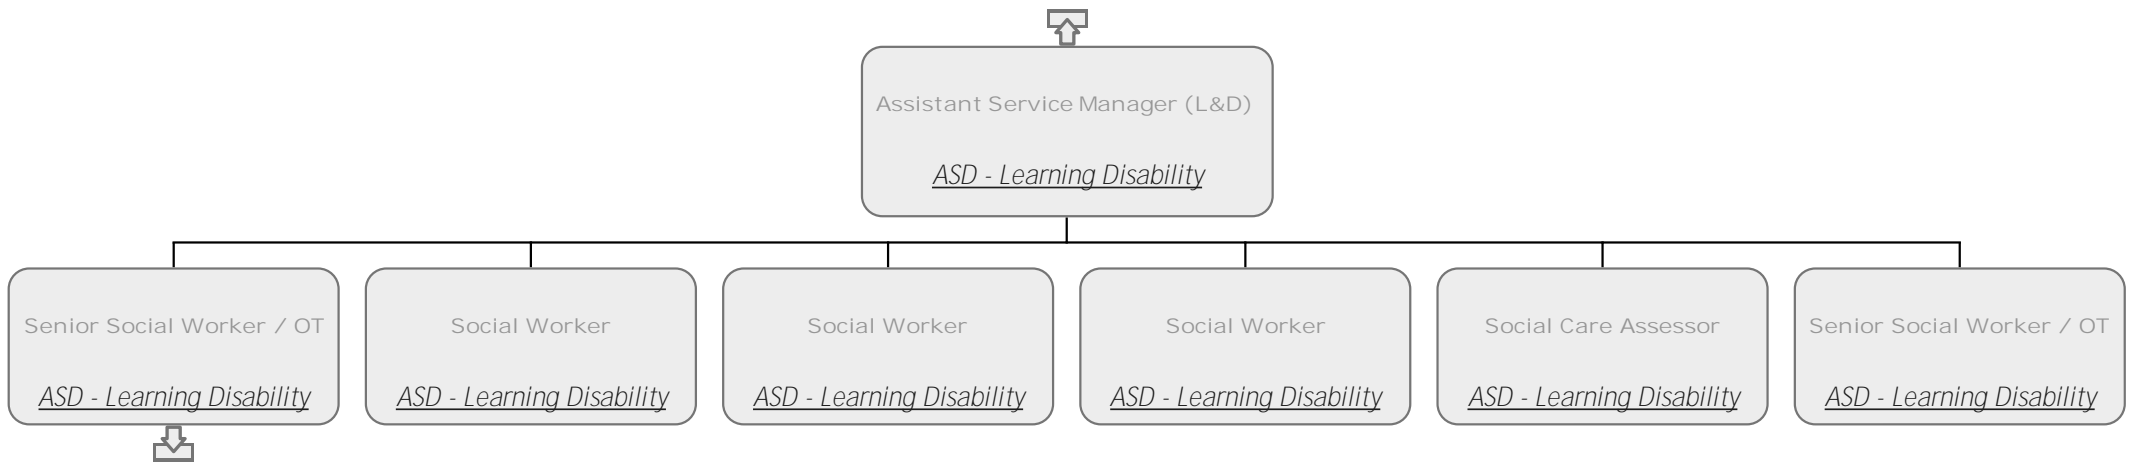 Assistant Service Manager (L&D)
ASD - Learning Disability
Senior Social Worker / OT
ASD - Learning Disability
Social Worker
ASD - Learning Disability
Social Worker
ASD - Learning Disability
Social Worker
ASD - Learning Disability
Social Care Assessor
ASD - Learning Disability
Senior Social Worker / OT
ASD - Learning Disability